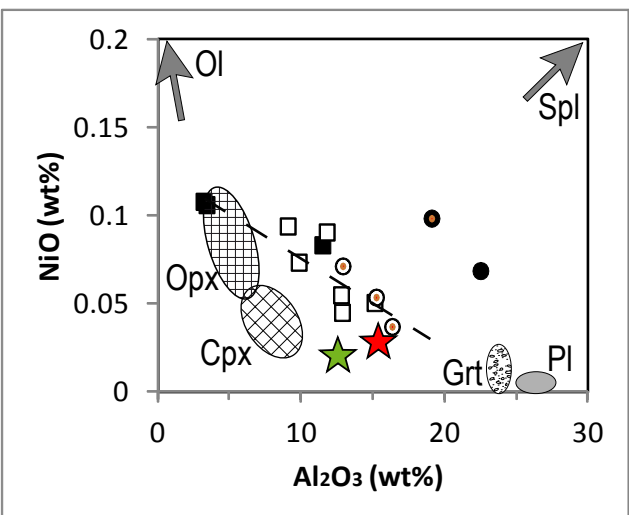 0.2
Ol
Spl
0.15
NiO (wt%)
0.1
Opx
0.05
Cpx
Grt
Pl
0
0
10
20
30
Al2O3 (wt%)